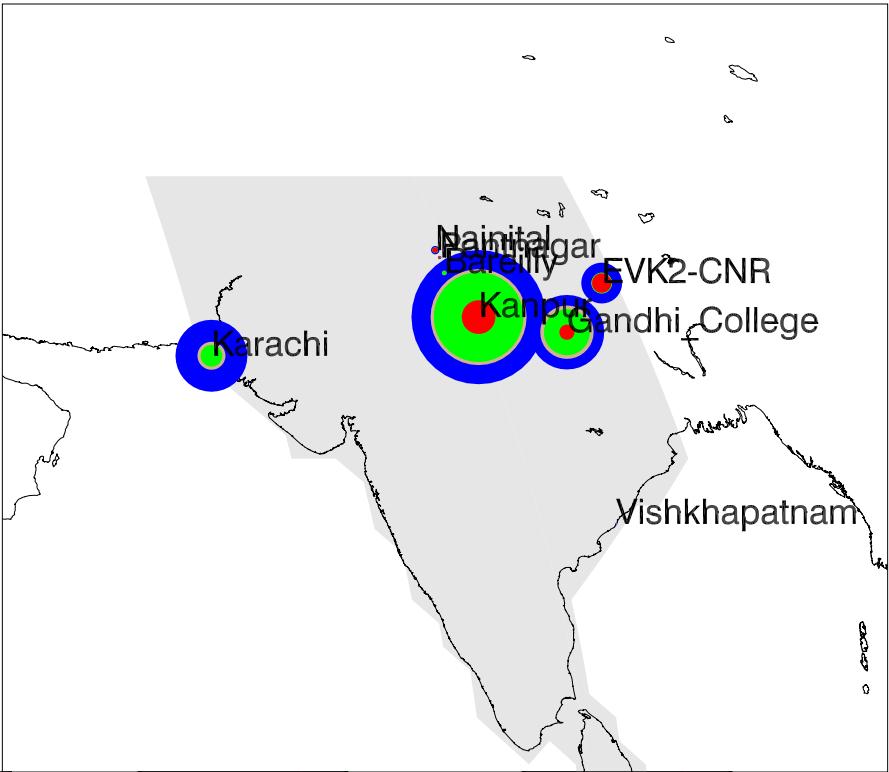 Nainital
Pantnagar
Bareilly
EVK2-CNR
Kanpur
Gandhi_College
Karachi
Vishkhapatnam